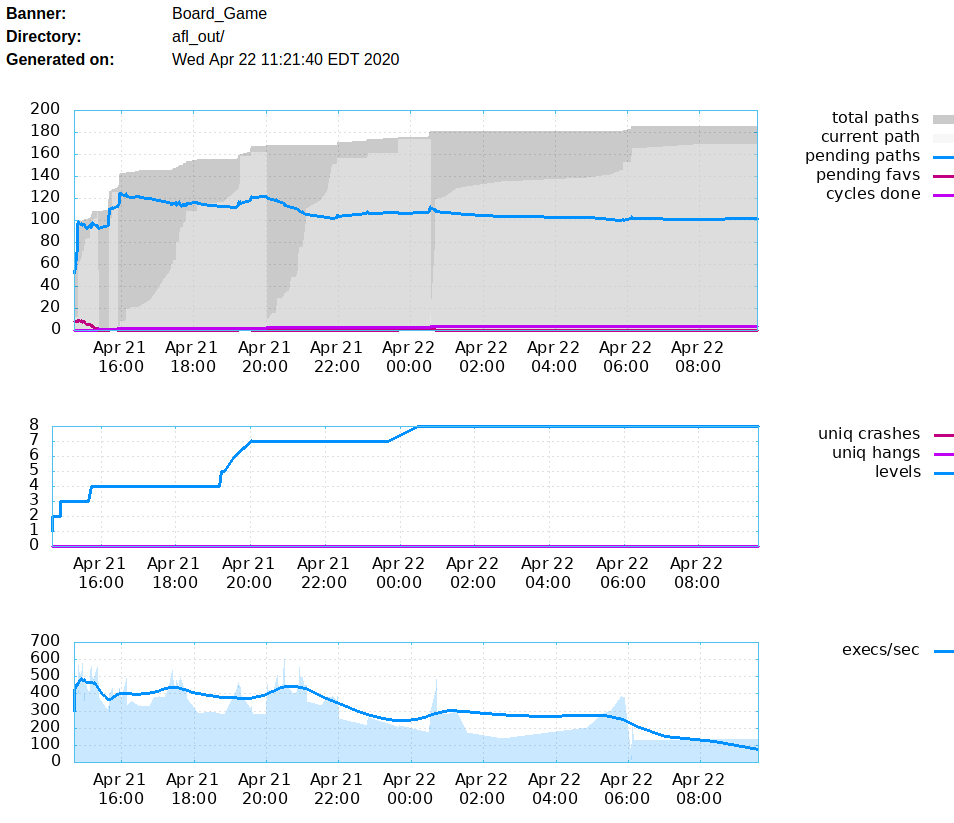 Banner: Board_Game
Directory: afl_out/
Generated on: Wed Apr 22 11:21:40 EDT 2020
200
180
160
140
120
100
80
60
40
20
0
Apr 21 Apr 21 Apr 21 Apr 21 Apr 22 Apr 22 Apr 22 Apr 22 Apr 22
16:00 18:00 20:00 22:00 00:00 02:00 04:00 06:00 08:00
total paths
current path
pending paths
pending favs
cycles done
8
7
6
5
4
3
2
1
0
Apr 21 Apr 21 Apr 21 Apr 21 Apr 22 Apr 22 Apr 22 Apr 22 Apr 22
16:00 18:00 20:00 22:00 00:00 02:00 04:00 06:00 08:00
uniq crashes
uniq hangs
levels
700
600
500
400
300
200
100
0
Apr 21 Apr 21 Apr 21 Apr 21 Apr 22 Apr 22 Apr 22 Apr 22 Apr 22
16:00 18:00 20:00 22:00 00:00 02:00 04:00 06:00 08:00
execs/sec